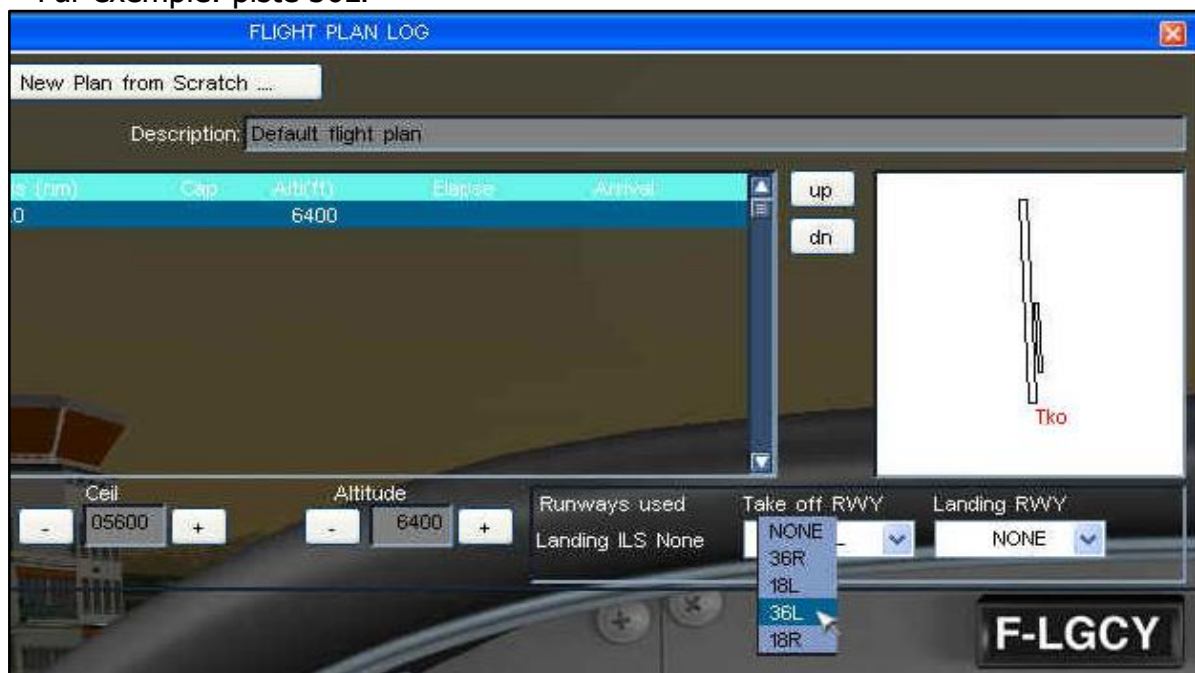 FLIGHT PLAN LOG
New Plan from Scratch ....
Description: Default flight plan
(nm) Cap Alti(ft) Elapse Arrival
6400
up
dn
Tko
Ceil Altitude
- 05600 + - 6400 +
Runways used Take off RWY Landing RWY
Landing ILS None NONE
NONE
36R
18L
36L
18R
F-LGCY